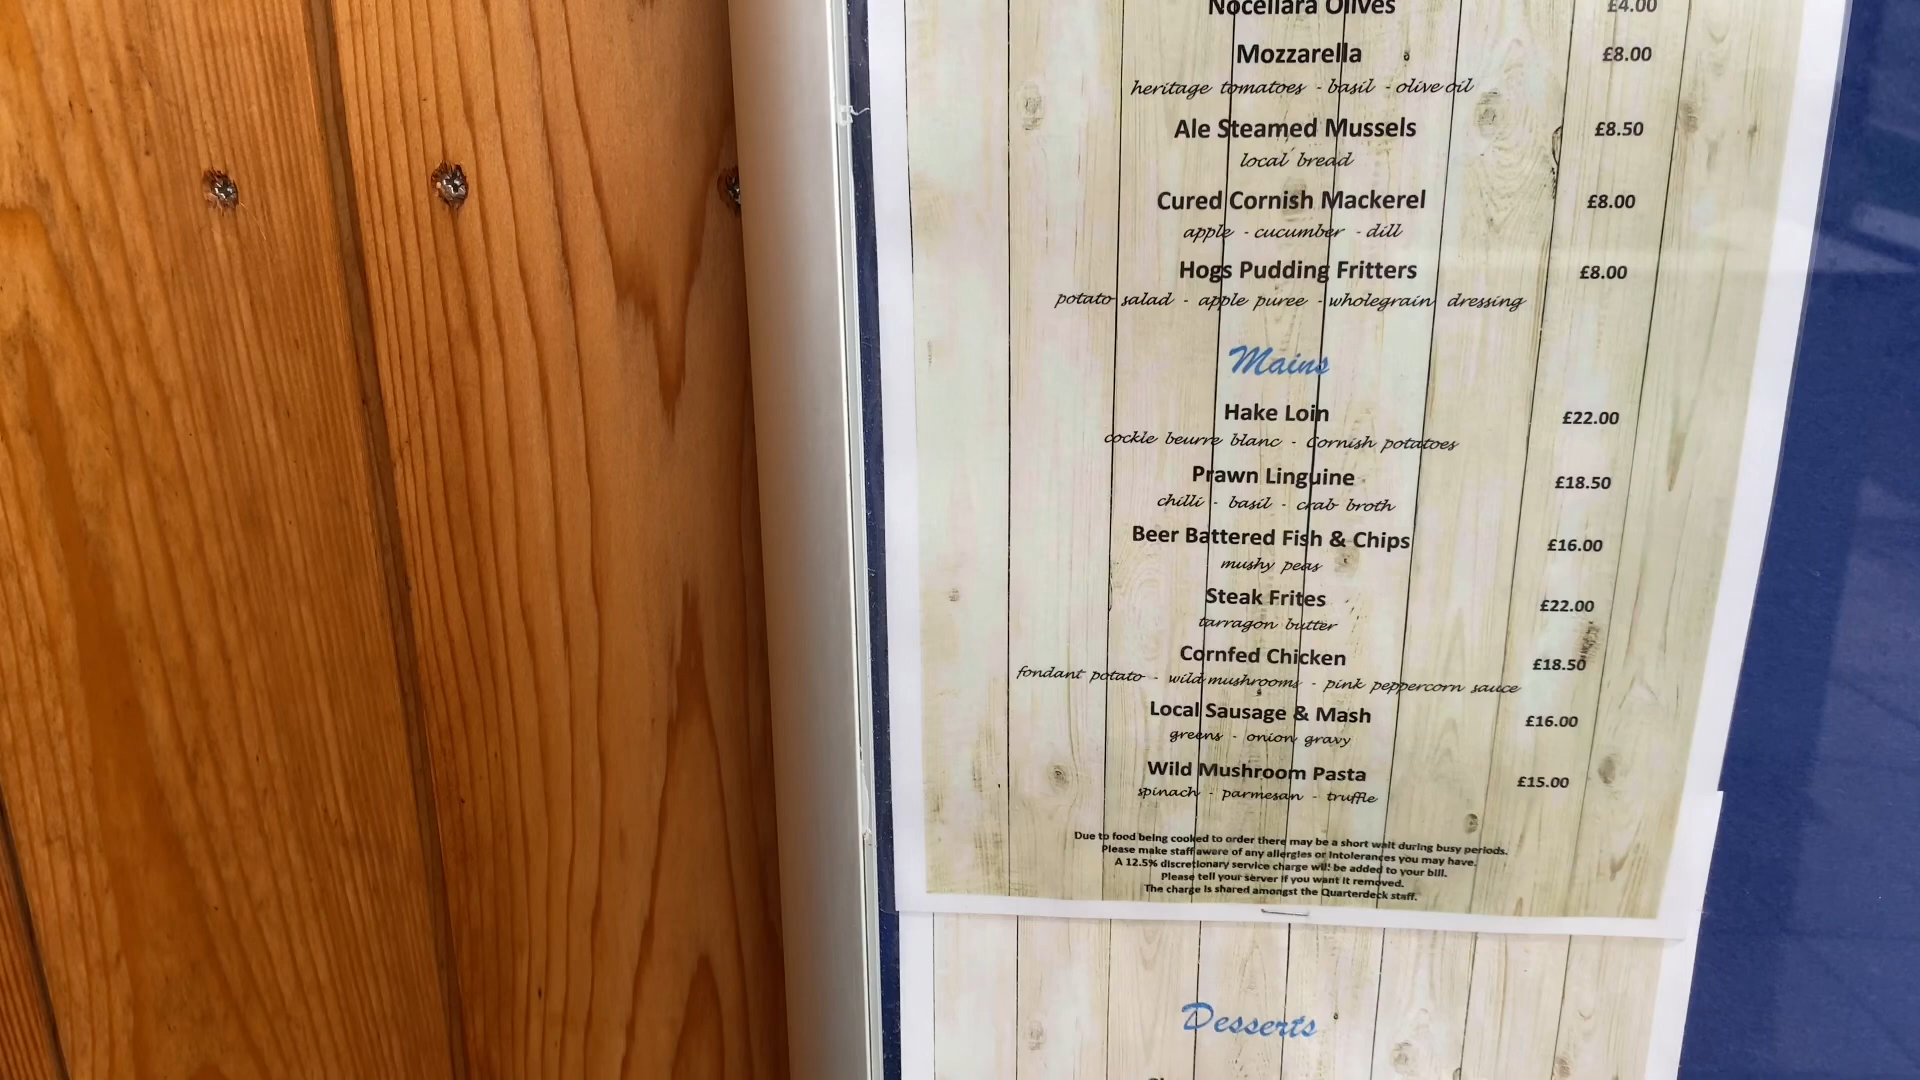 Nocellara Olives £4.00
Mozzarella £8.00
heritage tomatoes - basil - olive oil
Ale Steamed Mussels £8.50
local bread
Cured Cornish Mackerel £8.00
apple - cucumber - dill
Hogs Pudding Fritters £8.00
potato salad - apple puree - wholegrain dressing
Mains
Hake Loin £22.00
cockle beurre blanc - Cornish potatoes
Prawn Linguine £18.50
chilli - basil - crab broth
Beer Battered Fish & Chips £16.00
mushy peas
Steak Frites £22.00
tarragon butter
Cornfed Chicken £18.50
fondant potato - wild mushrooms - pink peppercorn sauce
Local Sausage & Mash £16.00
greens - onion gravy
Wild Mushroom Pasta £15.00
spinach - parmesan - truffle
Due to food being cooked to order there may be a short wait during busy periods.
Please make staff aware of any allergies or intolerances you may have.
A 12.5% discretionary service charge will be added to your bill.
Please tell your server if you want it removed.
The charge is shared amongst the Quarterdeck staff.
Desserts